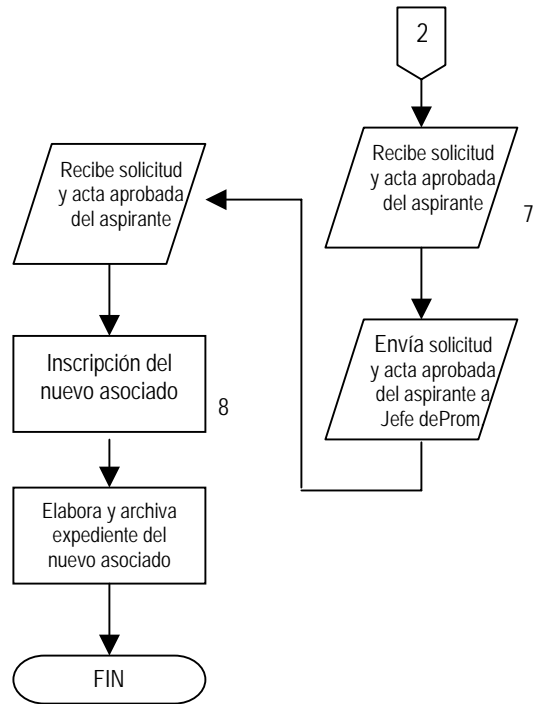 2
Recibe solicitud
y acta aprobada
del aspirante
7
Envía solicitud
y acta aprobada
del aspirante a
Jefe deProm
Recibe solicitud
y acta aprobada
del aspirante
Inscripción del
nuevo asociado
8
Elabora y archiva
expediente del
nuevo asociado
FIN